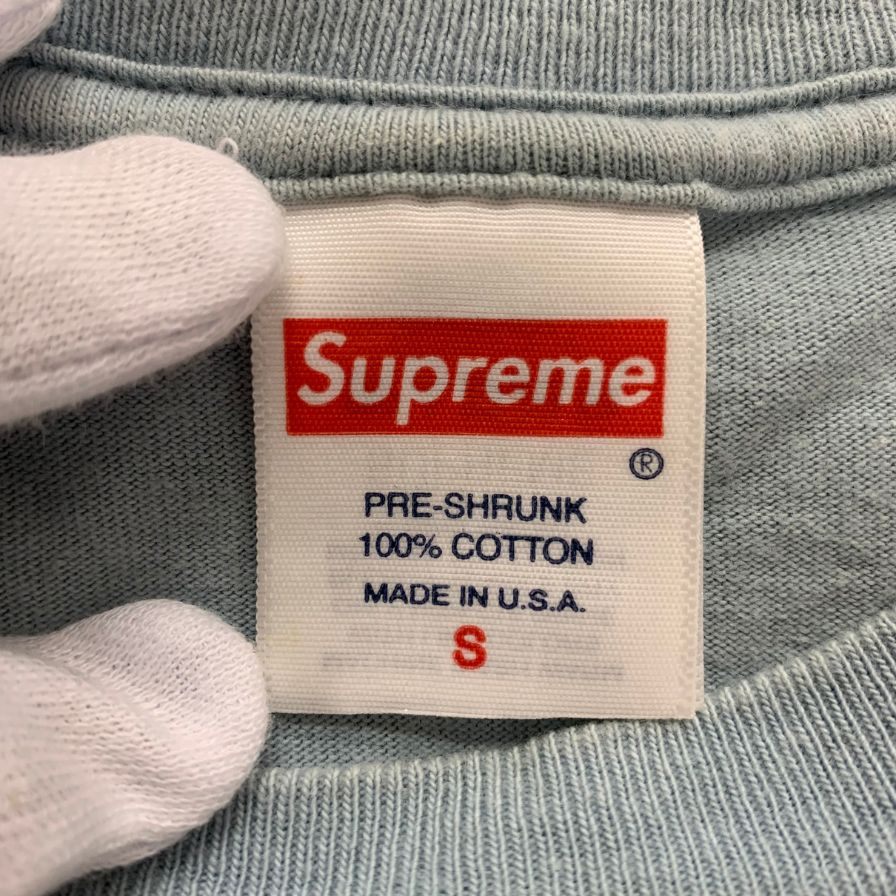 Supreme
®
PRE-SHRUNK
100% COTTON
MADE IN U.S.A.
S